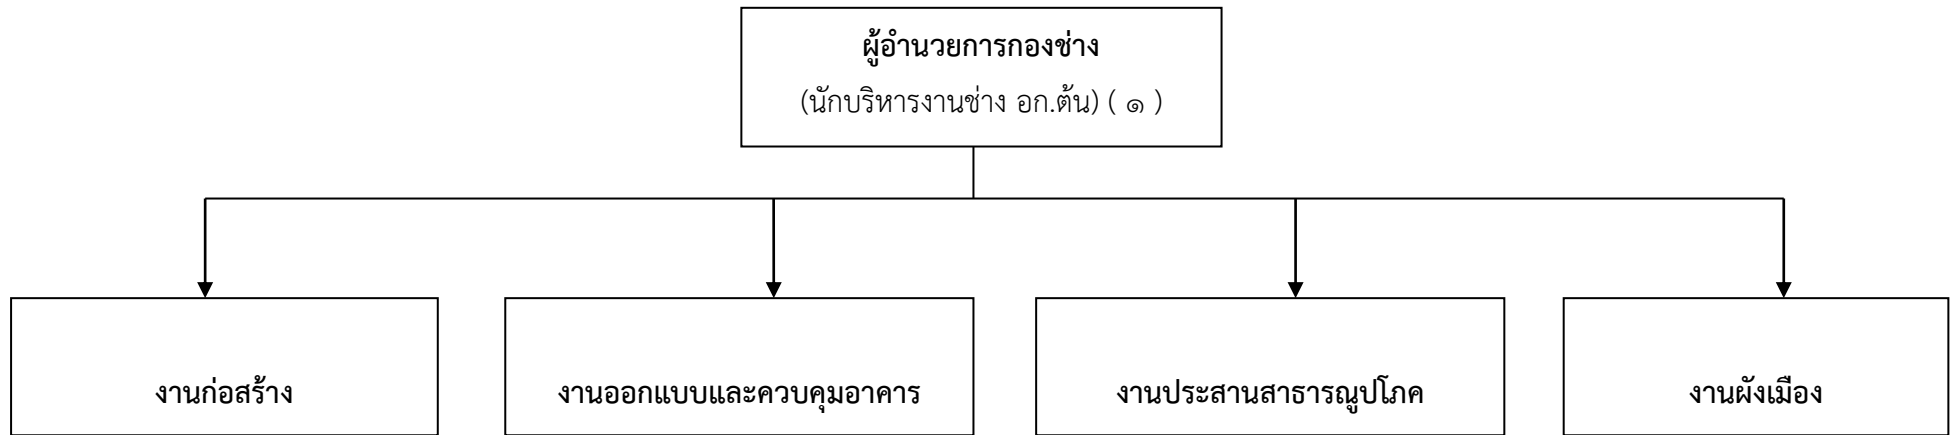 ผู้อำนวยการกองช่าง
(นักบริหารงานช่าง อก.ต้น) ( ๑ )
งานก่อสร้าง
งานออกแบบและควบคุมอาคาร
งานประสานสาธารณูปโภค
งานผังเมือง